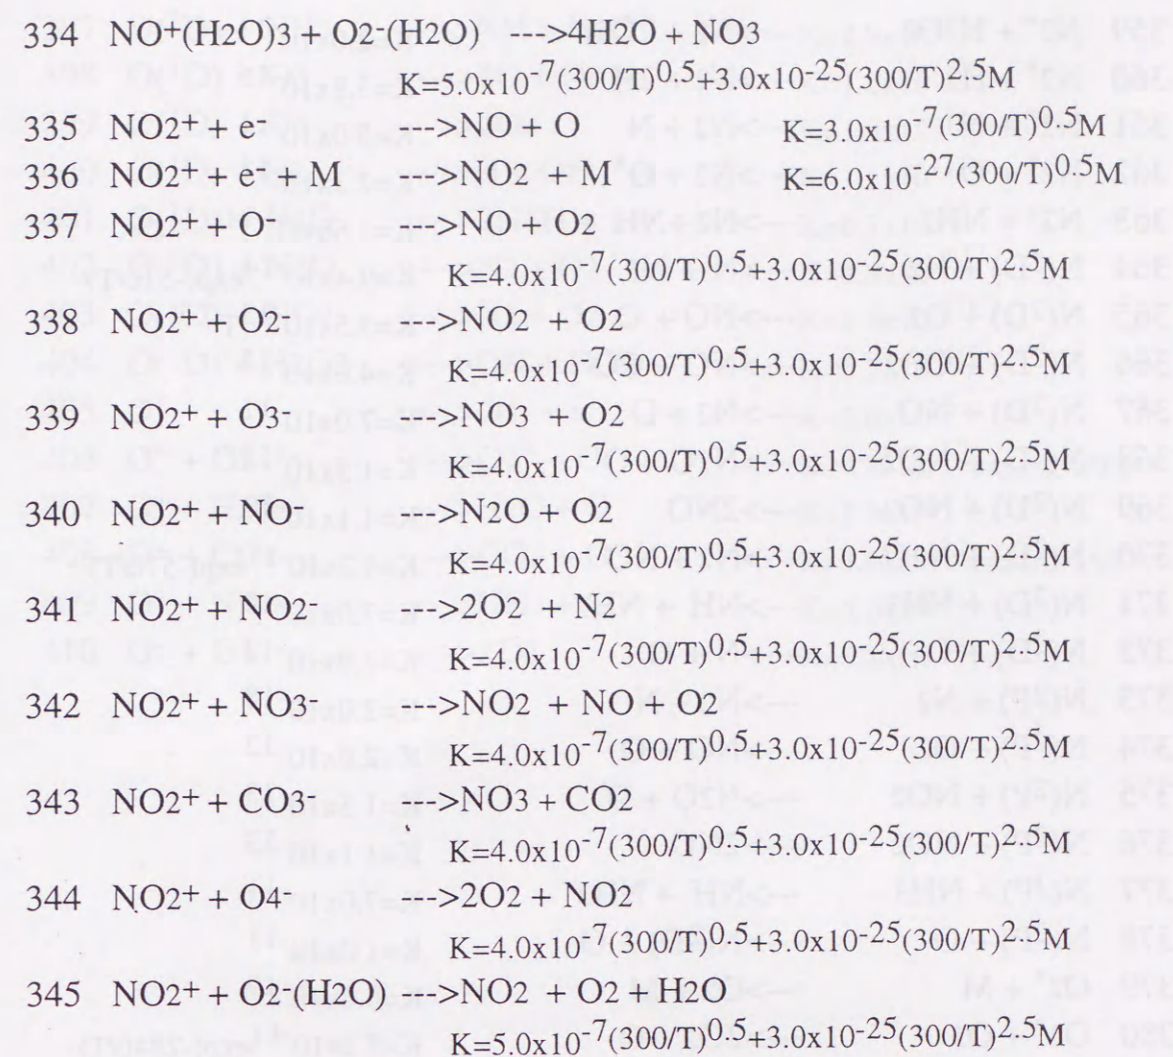 334 NO+(H2O)3 + O2-(H2O) --->4H2O + NO3
K=5.0x10-7(300/T)0.5+3.0x10-25(300/T)2.5M
335 NO2+ + e- --->NO + O K=3.0x10-7(300/T)0.5M
336 NO2+ + e- + M --->NO2 + M K=6.0x10-27(300/T)0.5M
337 NO2+ + O- --->NO + O2
K=4.0x10-7(300/T)0.5+3.0x10-25(300/T)2.5M
338 NO2+ + O2- --->NO2 + O2
K=4.0x10-7(300/T)0.5+3.0x10-25(300/T)2.5M
339 NO2+ + O3- --->NO3 + O2
K=4.0x10-7(300/T)0.5+3.0x10-25(300/T)2.5M
340 NO2+ + NO- --->N2O + O2
K=4.0x10-7(300/T)0.5+3.0x10-25(300/T)2.5M
341 NO2+ + NO2- --->2O2 + N2
K=4.0x10-7(300/T)0.5+3.0x10-25(300/T)2.5M
342 NO2+ + NO3- --->NO2 + NO + O2
K=4.0x10-7(300/T)0.5+3.0x10-25(300/T)2.5M
343 NO2+ + CO3- --->NO3 + CO2
K=4.0x10-7(300/T)0.5+3.0x10-25(300/T)2.5M
344 NO2+ + O4- --->2O2 + NO2
K=4.0x10-7(300/T)0.5+3.0x10-25(300/T)2.5M
345 NO2+ + O2-(H2O) --->NO2 + O2 + H2O
K=5.0x10-7(300/T)0.5+3.0x10-25(300/T)2.5M